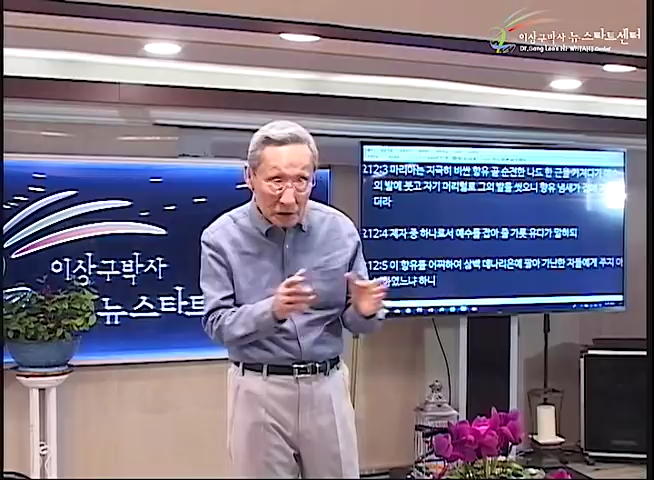 이상구박사 뉴스타트센터
Dr. Sang Lee's NEWSTART Center
12:3 마리아는 지극히 비싼 향유 곧 순전한 나드 한 근을 가져다가 예수
의 발에 붓고 자기 머리털로 그의 발을 씻으니 향유 냄새가 집에
더라
12:4 제자 중 하나로서 예수를 잡아 줄 가룟 유다가 말하되
12:5 이 향유를 어찌하여 삼백 데나리온에 팔아 가난한 자들에게 주지 아
하였느냐 하니
이상구박사
뉴스타트